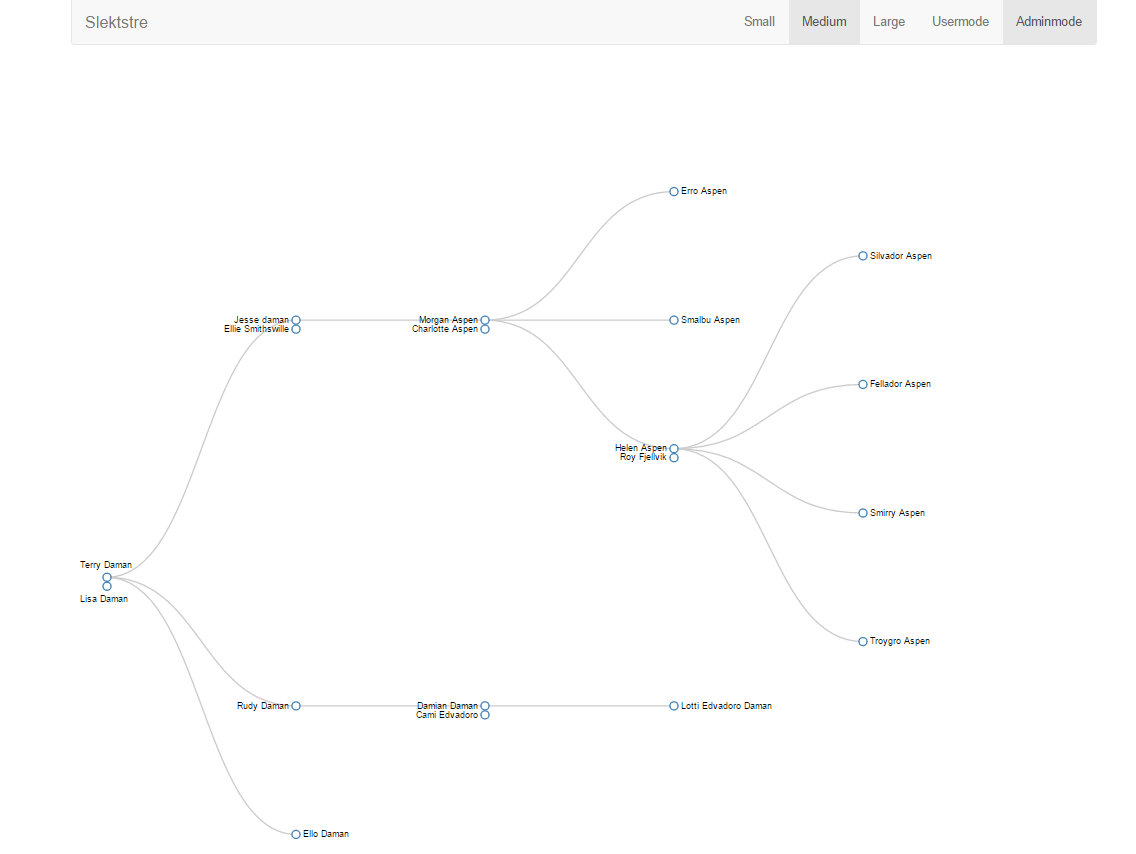 Slektstre
Small Medium Large Usermode Adminmode
Erro Aspen
Silvador Aspen
Jesse daman
Ellie Smithswille
Morgan Aspen
Charlotte Aspen
Smalbu Aspen
Fellador Aspen
Helen Aspen
Roy Fjellvik
Smirry Aspen
Terry Daman
Lisa Daman
Troygro Aspen
Rudy Daman
Damian Daman
Cami Edvadoro
Lotti Edvadoro Daman
Ello Daman